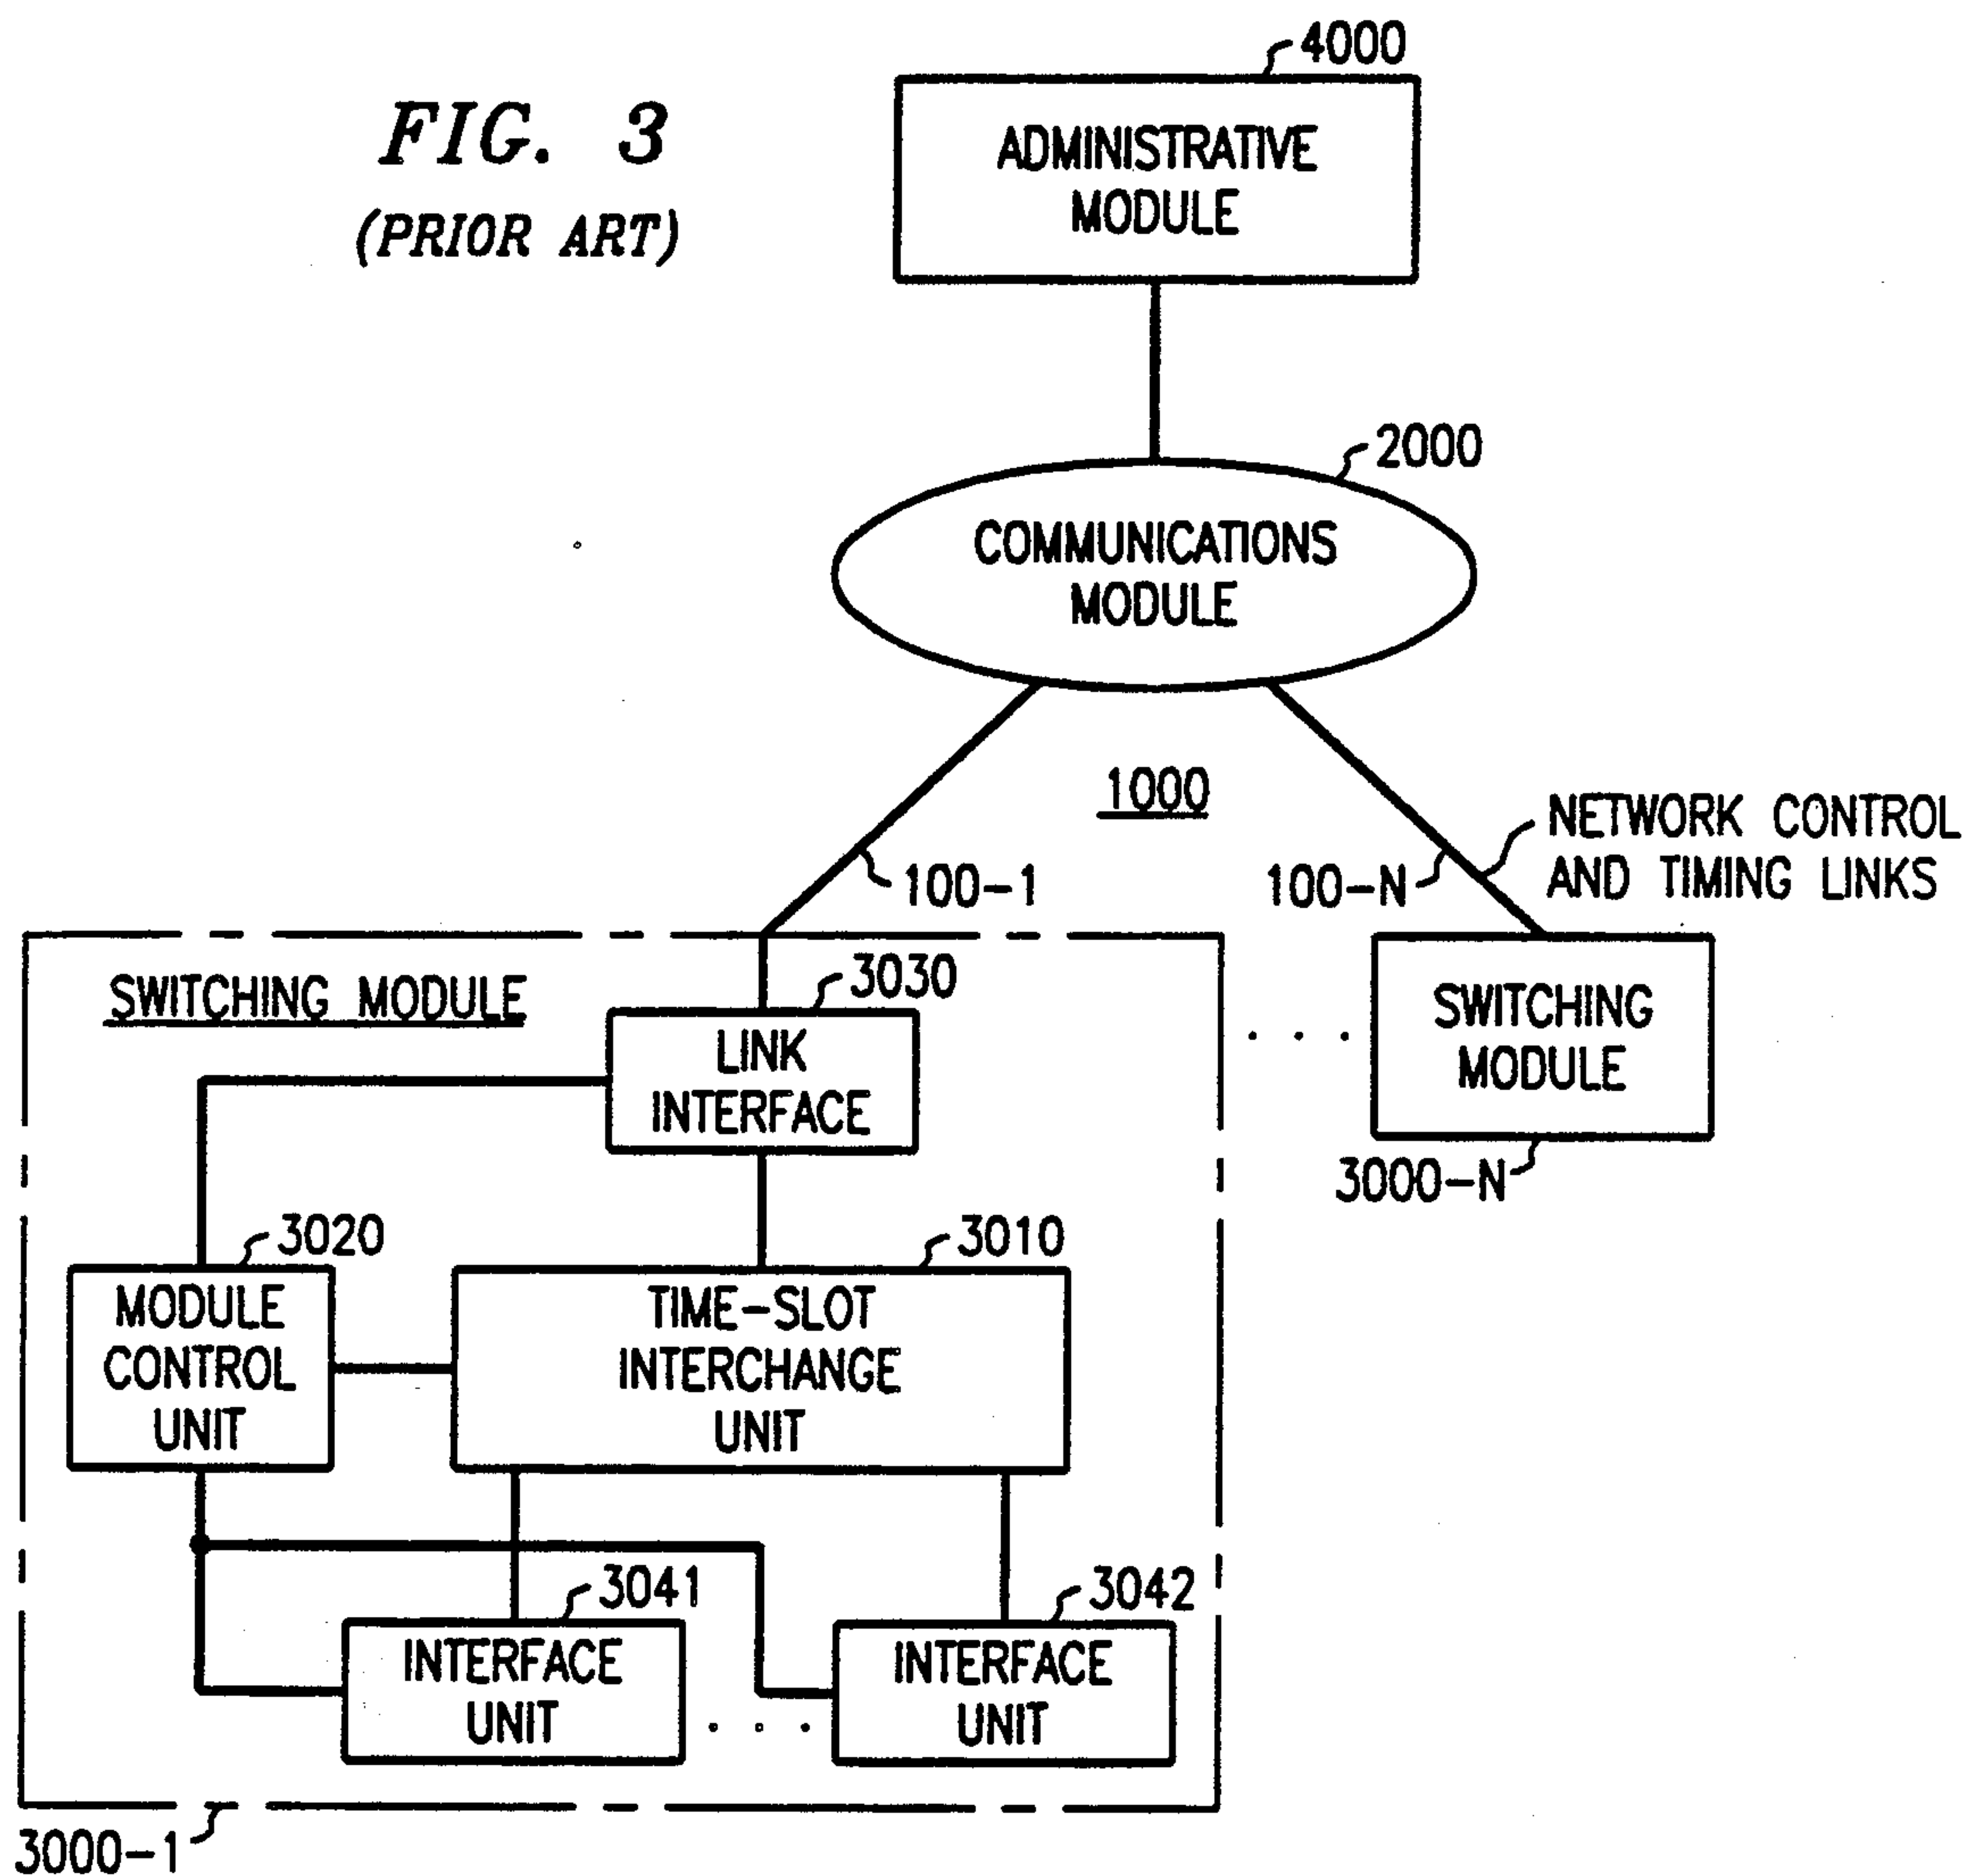 FIG. 3
(PRIOR ART)
4000
ADMINISTRATIVE
MODULE
2000
COMMUNICATIONS
MODULE
1000
100-1
100-N
NETWORK CONTROL
AND TIMING LINKS
SWITCHING MODULE
3030
LINK
INTERFACE
SWITCHING
MODULE
3000-N
3020
MODULE
CONTROL
UNIT
3010
TIME-SLOT
INTERCHANGE
UNIT
3041
INTERFACE
UNIT
3042
INTERFACE
UNIT
3000-1